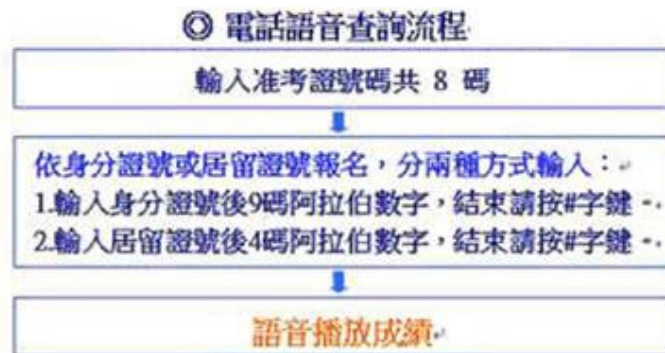 ◎ 電話語音查詢流程
輸入准考證號碼共 8 碼
依身分證號或居留證號報名，分兩種方式輸入：
1.輸入身分證號後9碼阿拉伯數字，結束請按#字鍵。
2.輸入居留證號後4碼阿拉伯數字，結束請按#字鍵。
語音播放成績